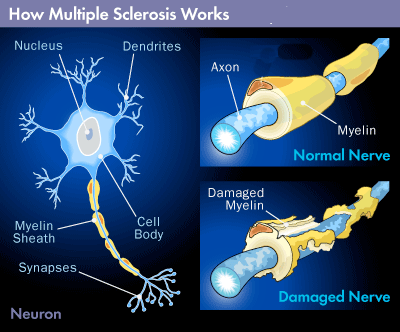 How Multiple Sclerosis Works
Nucleus
Dendrites
Myelin
Sheath
Cell
Body
Synapses
Neuron
Axon
Myelin
Normal Nerve
Damaged
Myelin
Damaged Nerve